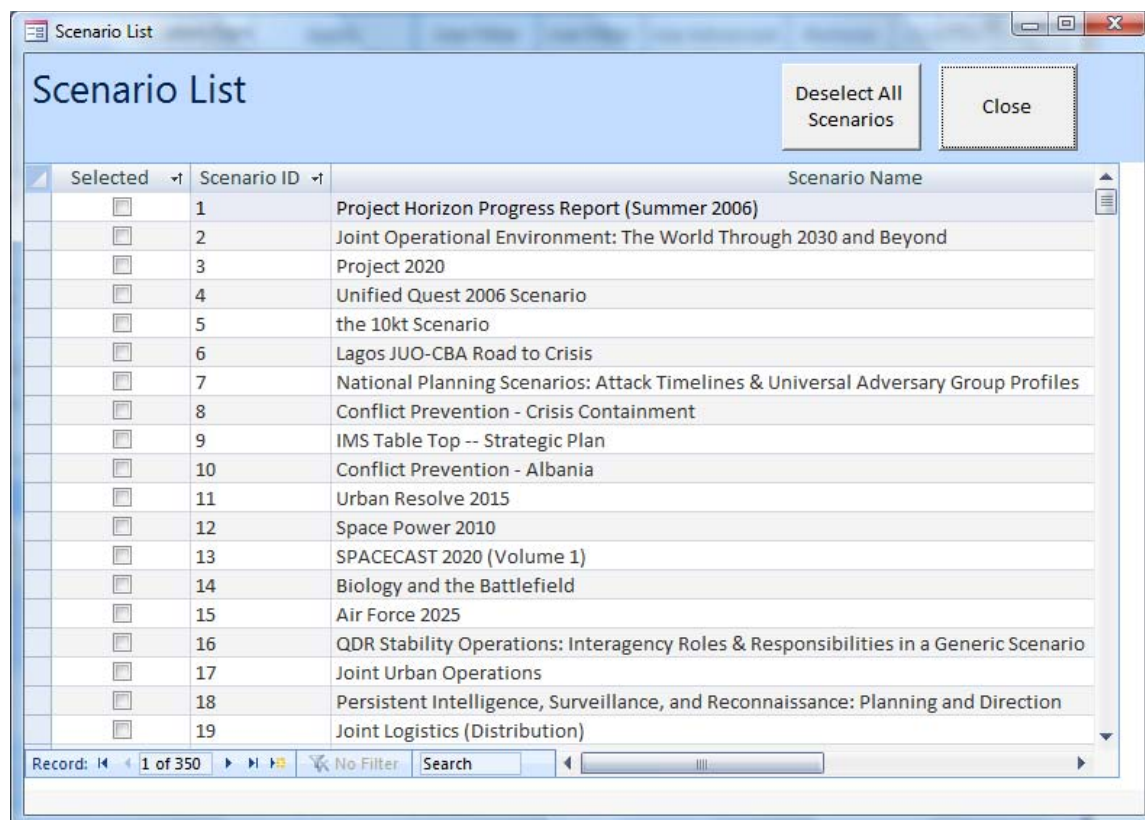 Scenario List
Scenario List
Deselect All
Scenarios
Close
Selected Scenario ID Scenario Name
1 Project Horizon Progress Report (Summer 2006)
2 Joint Operational Environment: The World Through 2030 and Beyond
3 Project 2020
4 Unified Quest 2006 Scenario
5 the 10kt Scenario
6 Lagos JUO-CBA Road to Crisis
7 National Planning Scenarios: Attack Timelines & Universal Adversary Group Profiles
8 Conflict Prevention - Crisis Containment
9 IMS Table Top -- Strategic Plan
10 Conflict Prevention - Albania
11 Urban Resolve 2015
12 Space Power 2010
13 SPACECAST 2020 (Volume 1)
14 Biology and the Battlefield
15 Air Force 2025
16 QDR Stability Operations: Interagency Roles & Responsibilities in a Generic Scenario
17 Joint Urban Operations
18 Persistent Intelligence, Surveillance, and Reconnaissance: Planning and Direction
19 Joint Logistics (Distribution)
Record: 1 of 350 No Filter Search